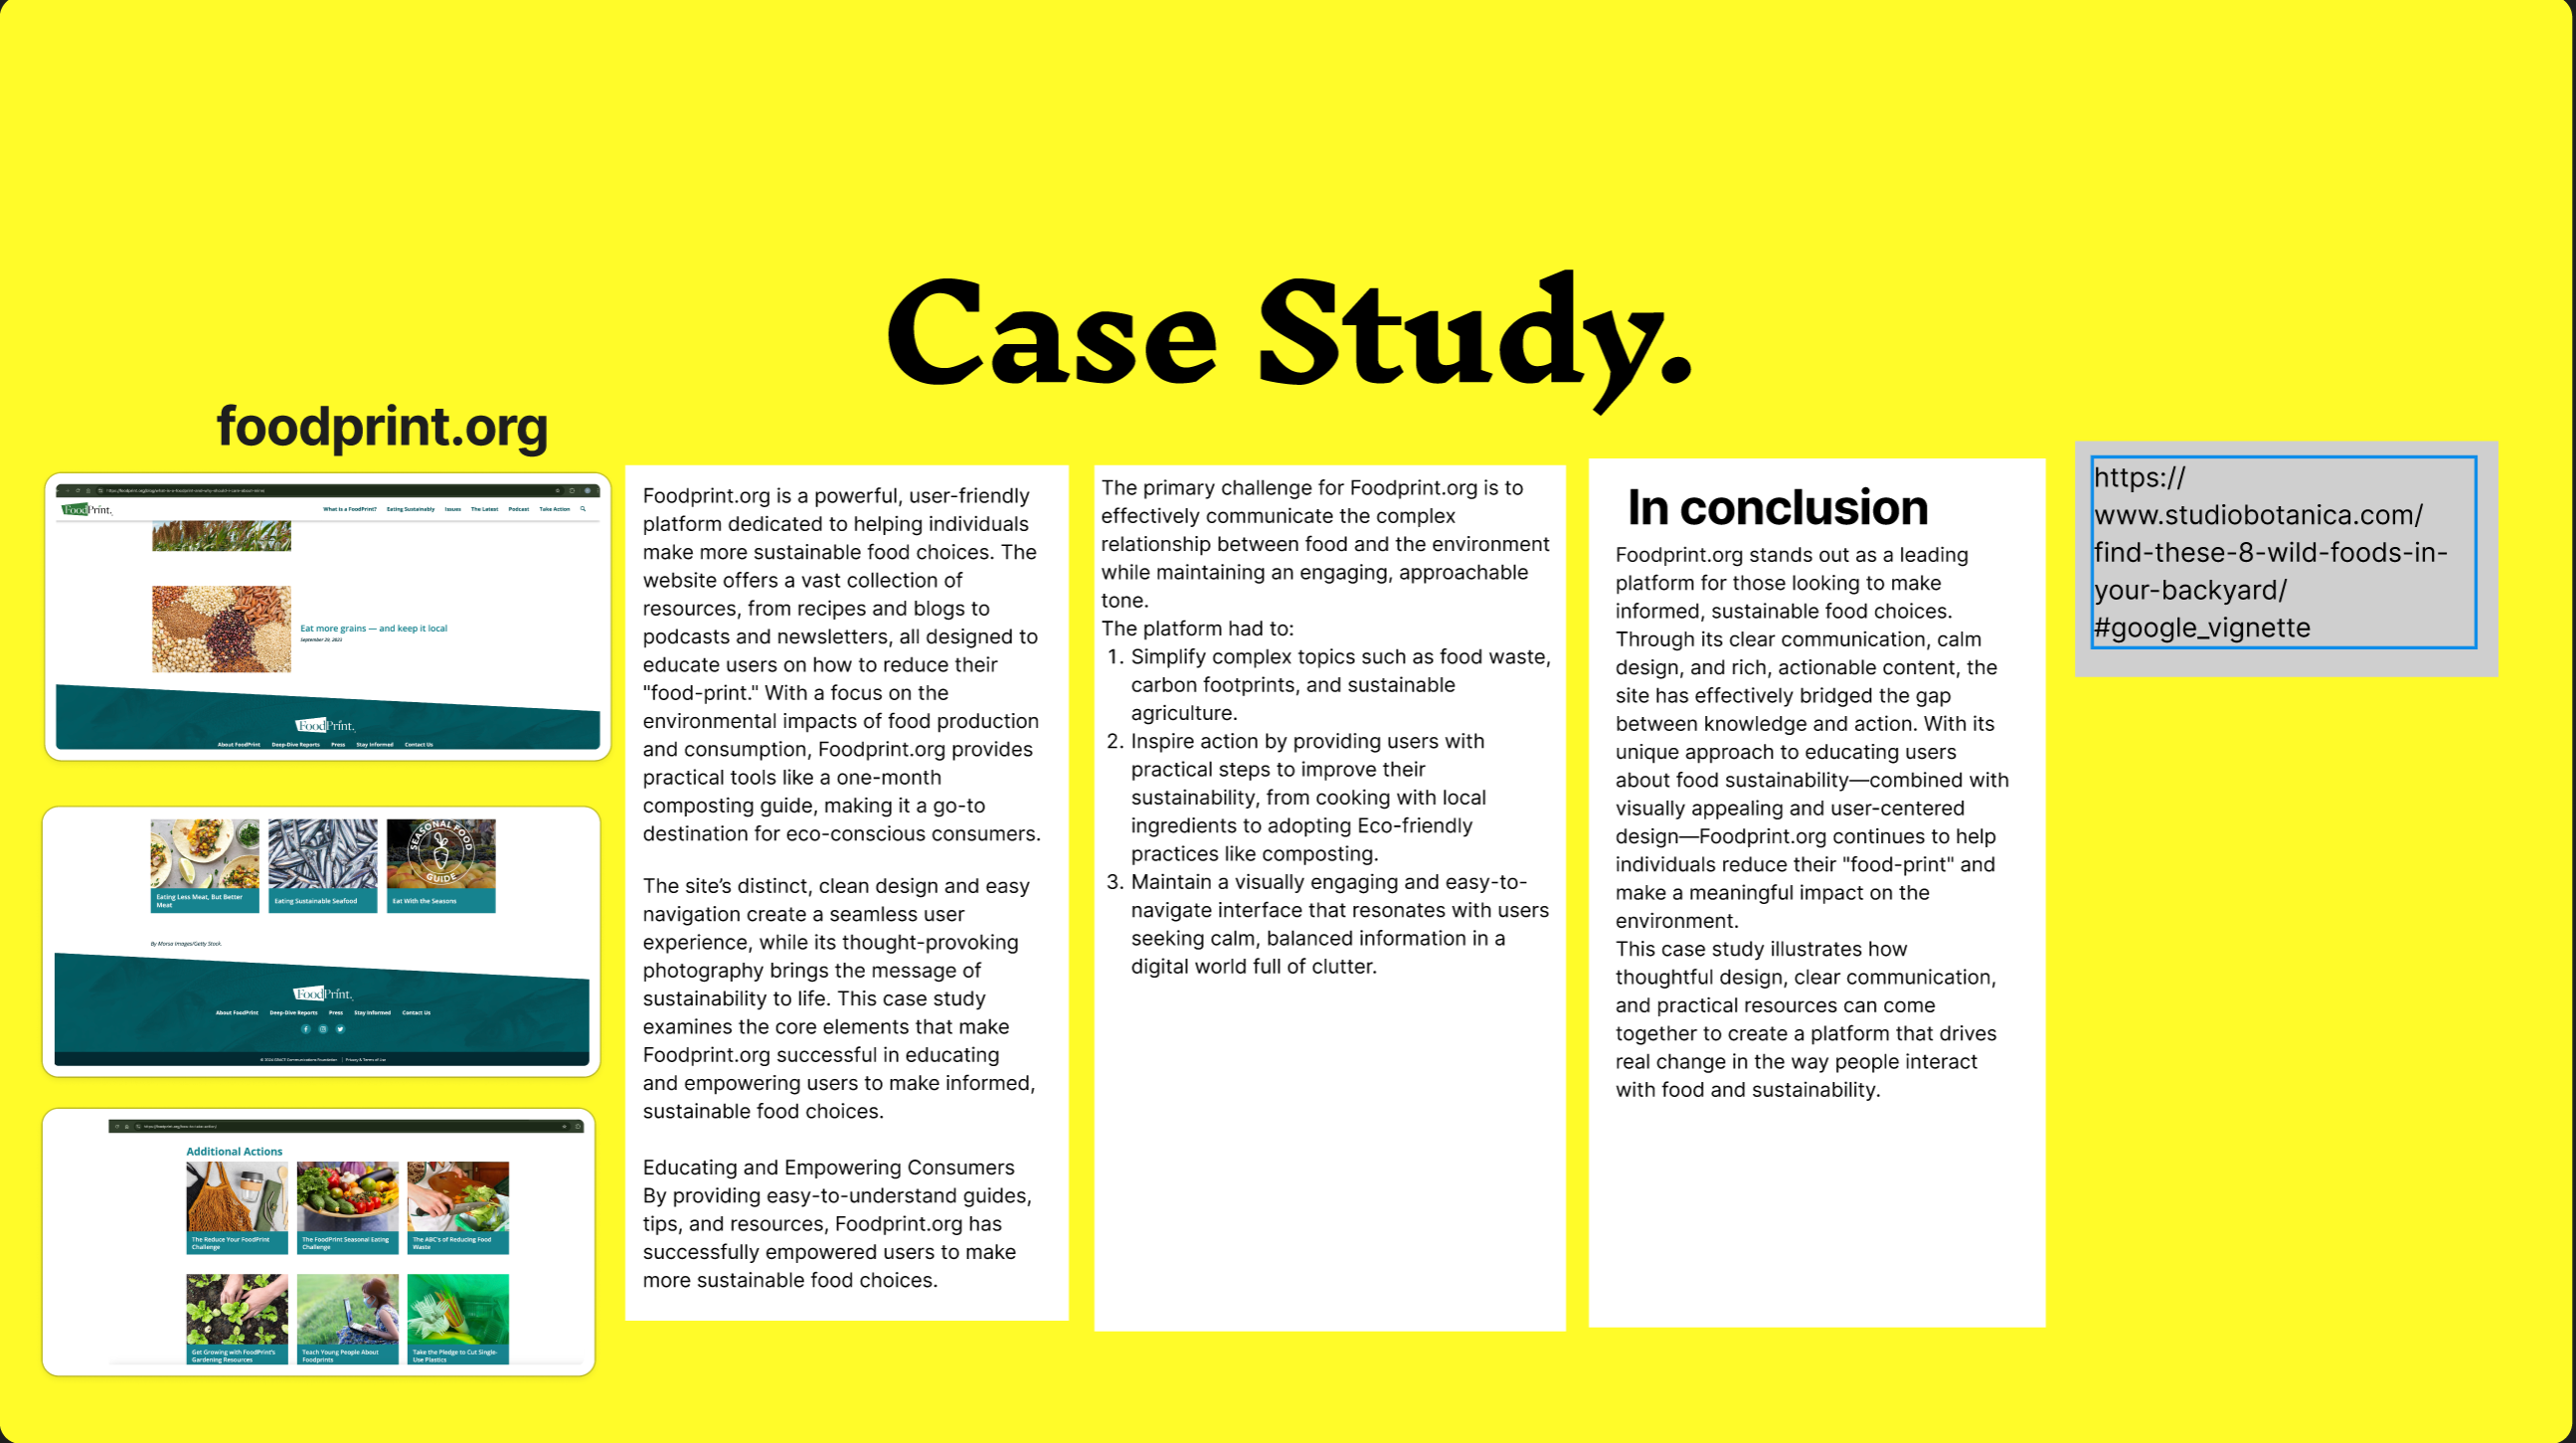 Case Study.
foodprint.org
FoodPrint.
What is a FoodPrint? Eating Sustainably Issues The Latest Podcast Take Action
Eat more grains — and keep it local
FoodPrint.
About FoodPrint Deep-Dive Reports Press Stay Informed Contact Us
SEASONAL FOOD
GUIDE
Eating Less Meat, But Better
Meat
Eating Sustainable Seafood
Eat With the Seasons
By Morsa Images/Getty Stock.
FoodPrint.
About FoodPrint Deep-Dive Reports Press Stay Informed Contact Us
Privacy & Terms of Use
Additional Actions
The Reduce Your FoodPrint
Challenge
The FoodPrint Seasonal Eating
Challenge
The ABC's of Reducing Food
Waste
Get Growing with FoodPrint's
Gardening Resources
Teach Young People About
Foodprints
Take the Pledge to Cut Single-
Use Plastics
Foodprint.org is a powerful, user-friendly
platform dedicated to helping individuals
make more sustainable food choices. The
website offers a vast collection of
resources, from recipes and blogs to
podcasts and newsletters, all designed to
educate users on how to reduce their
"food-print." With a focus on the
environmental impacts of food production
and consumption, Foodprint.org provides
practical tools like a one-month
composting guide, making it a go-to
destination for eco-conscious consumers.
The site’s distinct, clean design and easy
navigation create a seamless user
experience, while its thought-provoking
photography brings the message of
sustainability to life. This case study
examines the core elements that make
Foodprint.org successful in educating
and empowering users to make informed,
sustainable food choices.
Educating and Empowering Consumers
By providing easy-to-understand guides,
tips, and resources, Foodprint.org has
successfully empowered users to make
more sustainable food choices.
The primary challenge for Foodprint.org is to
effectively communicate the complex
relationship between food and the environment
while maintaining an engaging, approachable
tone.
The platform had to:
1. Simplify complex topics such as food waste,
carbon footprints, and sustainable
agriculture.
2. Inspire action by providing users with
practical steps to improve their
sustainability, from cooking with local
ingredients to adopting Eco-friendly
practices like composting.
3. Maintain a visually engaging and easy-to-
navigate interface that resonates with users
seeking calm, balanced information in a
digital world full of clutter.
In conclusion
Foodprint.org stands out as a leading
platform for those looking to make
informed, sustainable food choices.
Through its clear communication, calm
design, and rich, actionable content, the
site has effectively bridged the gap
between knowledge and action. With its
unique approach to educating users
about food sustainability—combined with
visually appealing and user-centered
design—Foodprint.org continues to help
individuals reduce their "food-print" and
make a meaningful impact on the
environment.
This case study illustrates how
thoughtful design, clear communication,
and practical resources can come
together to create a platform that drives
real change in the way people interact
with food and sustainability.
https://
www.studiobotanica.com/
find-these-8-wild-foods-in-
your-backyard/
#google_vignette